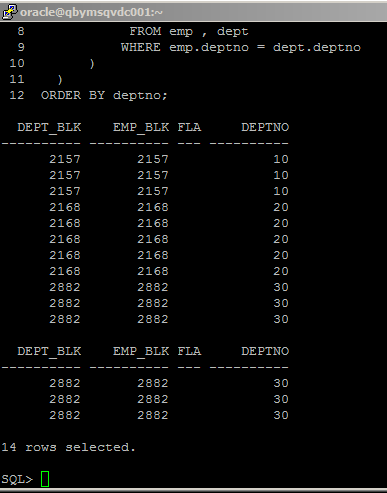 oracle@qbymsqvdc001:~
8 FROM emp , dept
9 WHERE emp.deptno = dept.deptno
10 )
11 )
12 ORDER BY deptno;
DEPT_BLK EMP_BLK FLA DEPTNO
---------- ---------- --- ----------
2157 2157 10
2157 2157 10
2157 2157 10
2168 2168 20
2168 2168 20
2168 2168 20
2168 2168 20
2168 2168 20
2882 2882 30
2882 2882 30
2882 2882 30
DEPT_BLK EMP_BLK FLA DEPTNO
---------- ---------- --- ----------
2882 2882 30
2882 2882 30
2882 2882 30
14 rows selected.
SQL>